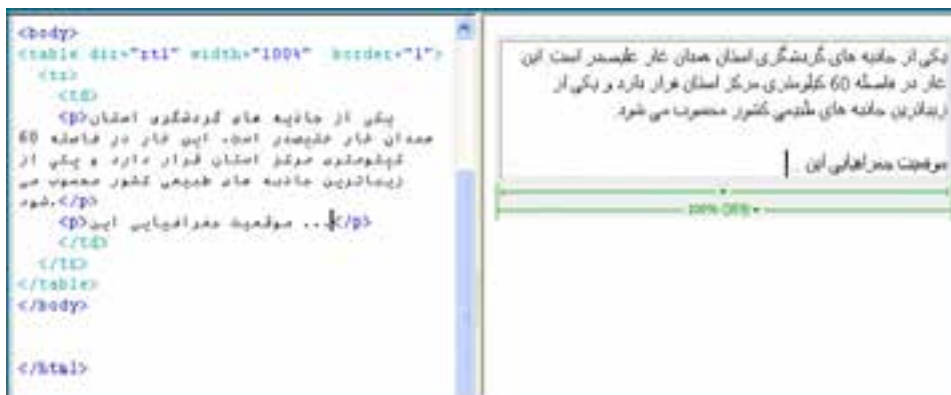 <body>
<table dir="rtl" width="100%" border="1">
<tr>
<td>
<p>یکی از جاذبه های گردشگری استان
همدان غار علیصدر است. این غار در فاصله 60
کیلومتری مرکز استان قرار دارد و یکی از
زیباترین جاذبه های طبیعی کشور محسوب می
شود.</p>
<p>موقعیت جغرافیایی این ...</p>
</td>
</tr>
</table>
</body>
</html>
یکی از جاذبه های گردشگری استان همدان غار علیصدر است این
غار در فاصله 60 کیلومتری مرکز استان قرار دارد و یکی از
زیباترین جاذبه های طبیعی کشور محسوب می شود.
موقعیت جغرافیایی این